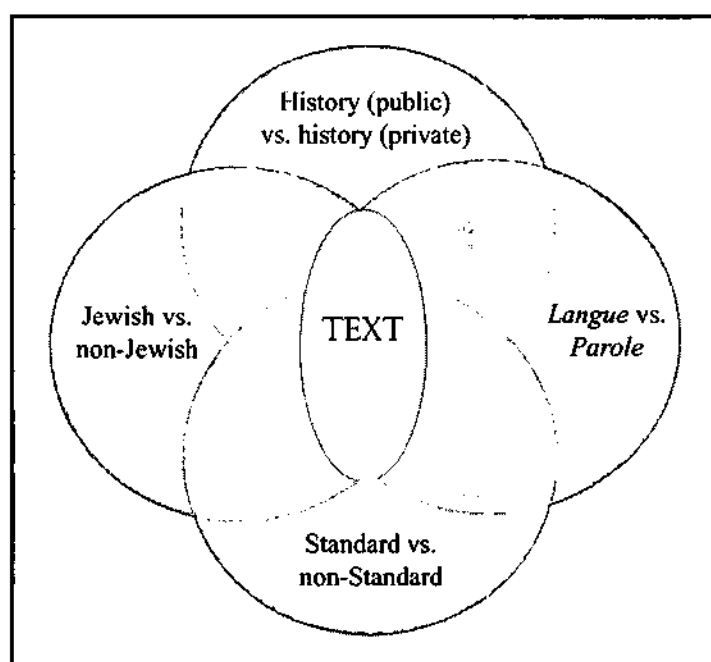 History (public)
vs. history (private)
Jewish vs.
non-Jewish
TEXT
Langue vs.
Parole
Standard vs.
non-Standard